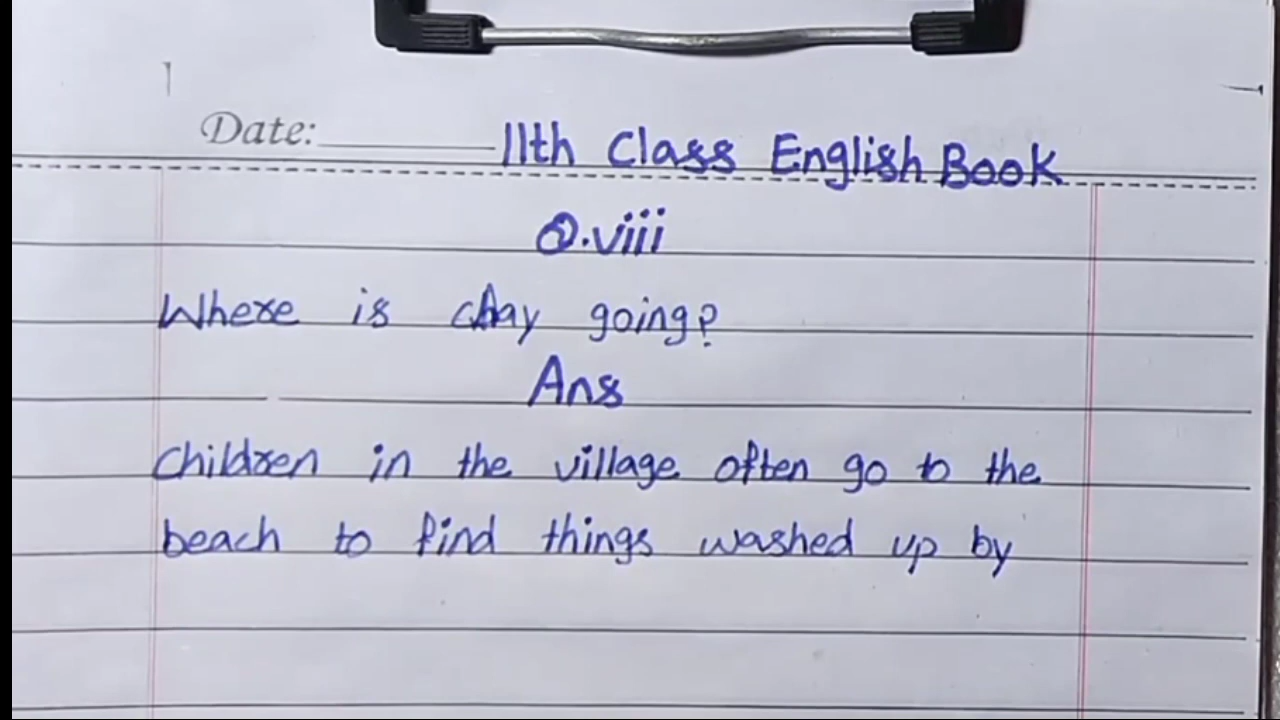 Date:
11th Class English Book
Q.viii
Where is chay going?
Ans
Children in the village often go to the
beach to find things washed up by